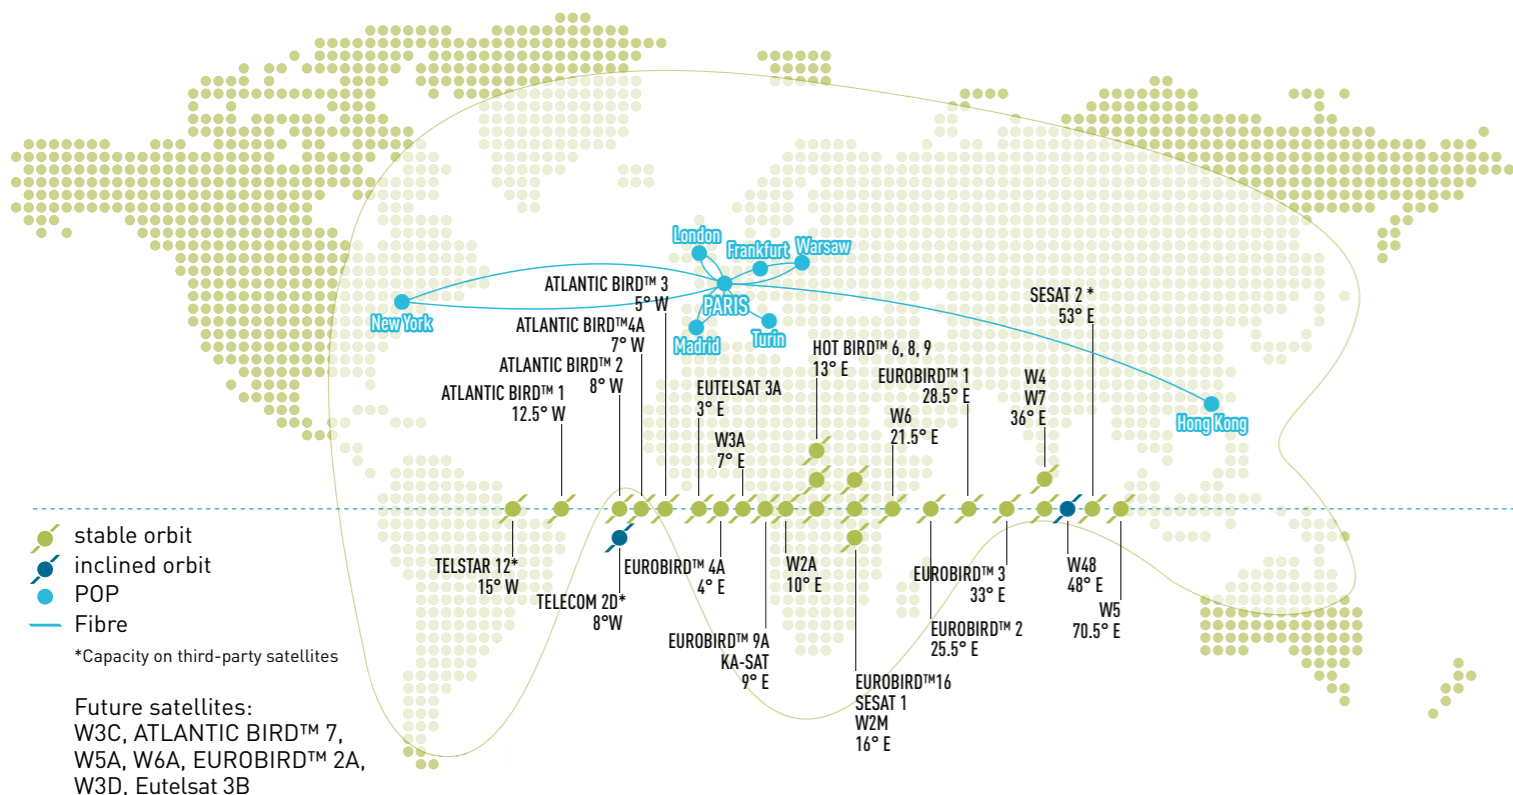 London
Frankfurt
Warsaw
PARIS
New York
Madrid
Turin
Hong Kong
ATLANTIC BIRD™ 3
5° W
ATLANTIC BIRD™4A
7° W
ATLANTIC BIRD™ 2
8° W
ATLANTIC BIRD™ 1
12.5° W
EUTELSAT 3A
3° E
W3A
7° E
HOT BIRD™ 6, 8, 9
13° E
EUROBIRD™ 1
28.5° E
W6
21.5° E
W4
W7
36° E
SESAT 2 *
53° E
TELSTAR 12*
15° W
TELECOM 2D*
8°W
EUROBIRD™ 4A
4° E
EUROBIRD™ 9A
KA-SAT
9° E
W2A
10° E
EUROBIRD™16
SESAT 1
W2M
16° E
EUROBIRD™ 2
25.5° E
EUROBIRD™ 3
33° E
W48
48° E
W5
70.5° E
stable orbit
inclined orbit
POP
Fibre
*Capacity on third-party satellites
Future satellites:
W3C, ATLANTIC BIRD™ 7,
W5A, W6A, EUROBIRD™ 2A,
W3D, Eutelsat 3B